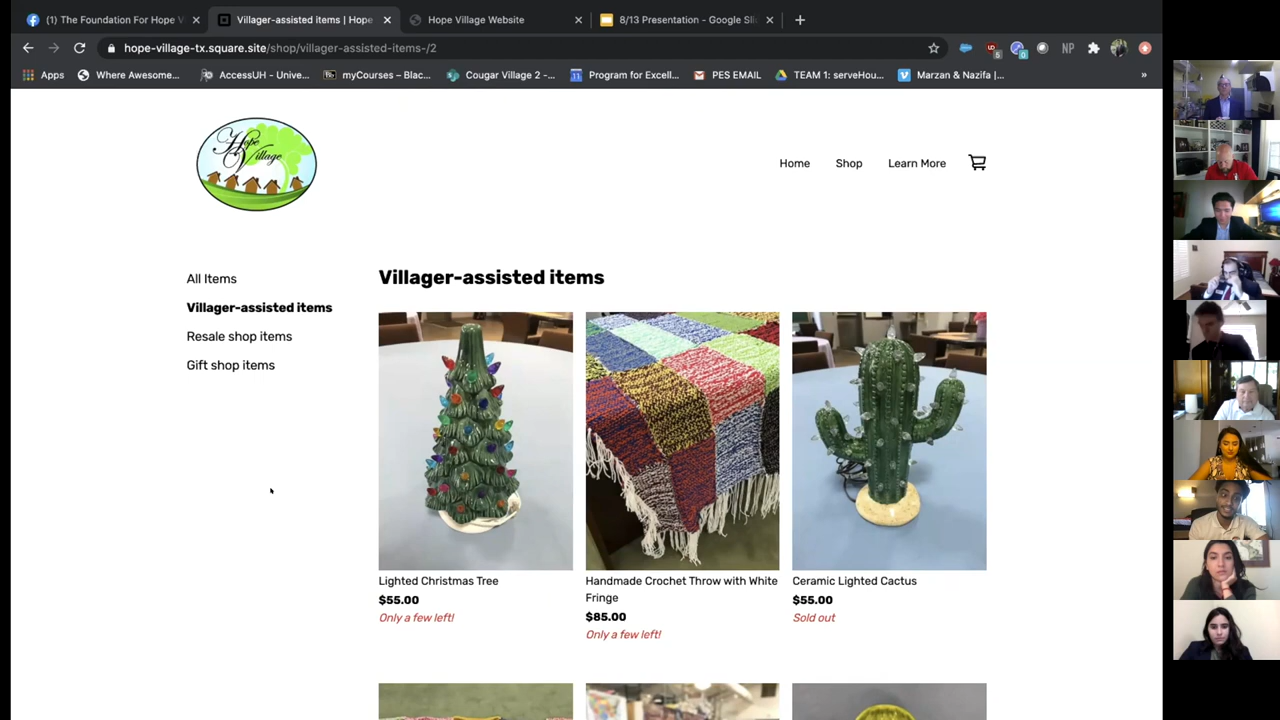 (1) The Foundation For Hope V
Villager-assisted items | Hope
Hope Village Website
8/13 Presentation - Google Sli
hope-village-tx.square.site/shop/villager-assisted-items-/2
Apps
Where Awesome...
AccessUH - Unive...
myCourses – Blac...
Cougar Village 2 -...
Program for Excell...
PES EMAIL
TEAM 1: serveHou...
Marzan & Nazifa |...
»
Hope
Village
Home
Shop
Learn More
All Items
Villager-assisted items
Resale shop items
Gift shop items
Villager-assisted items
Lighted Christmas Tree
$55.00
Only a few left!
Handmade Crochet Throw with White
Fringe
$85.00
Only a few left!
Ceramic Lighted Cactus
$55.00
Sold out